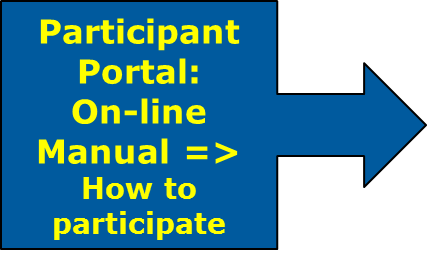 Participant
Portal:
On-line
Manual =>
How to
participate